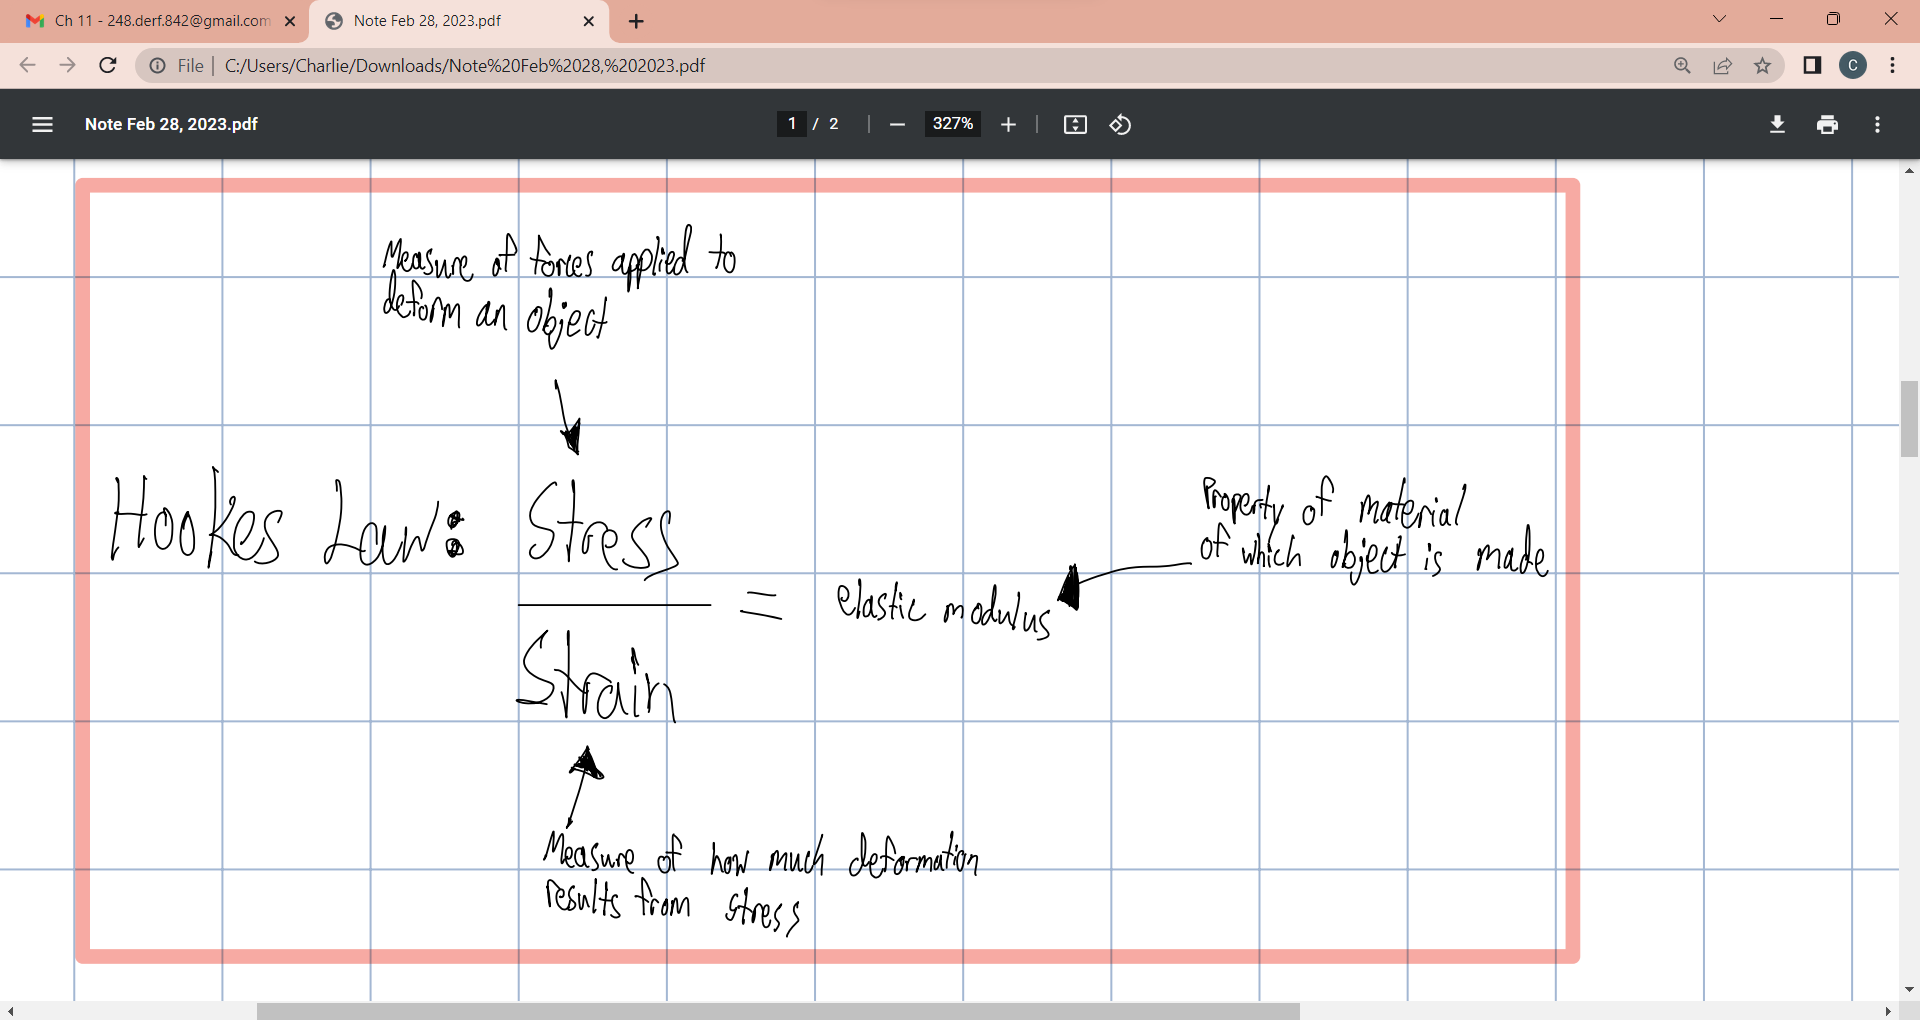 Ch 11 - 248.derf.842@gmail.com
Note Feb 28, 2023.pdf
File
C:/Users/Charlie/Downloads/Note%20Feb%2028,%202023.pdf
C
Note Feb 28, 2023.pdf
1 / 2
327%
Measure of forces applied to
deform an object
Hookes Law: Stress
Property of material
of which object is made
= elastic modulus
Strain
Measure of how much deformation
results from stress